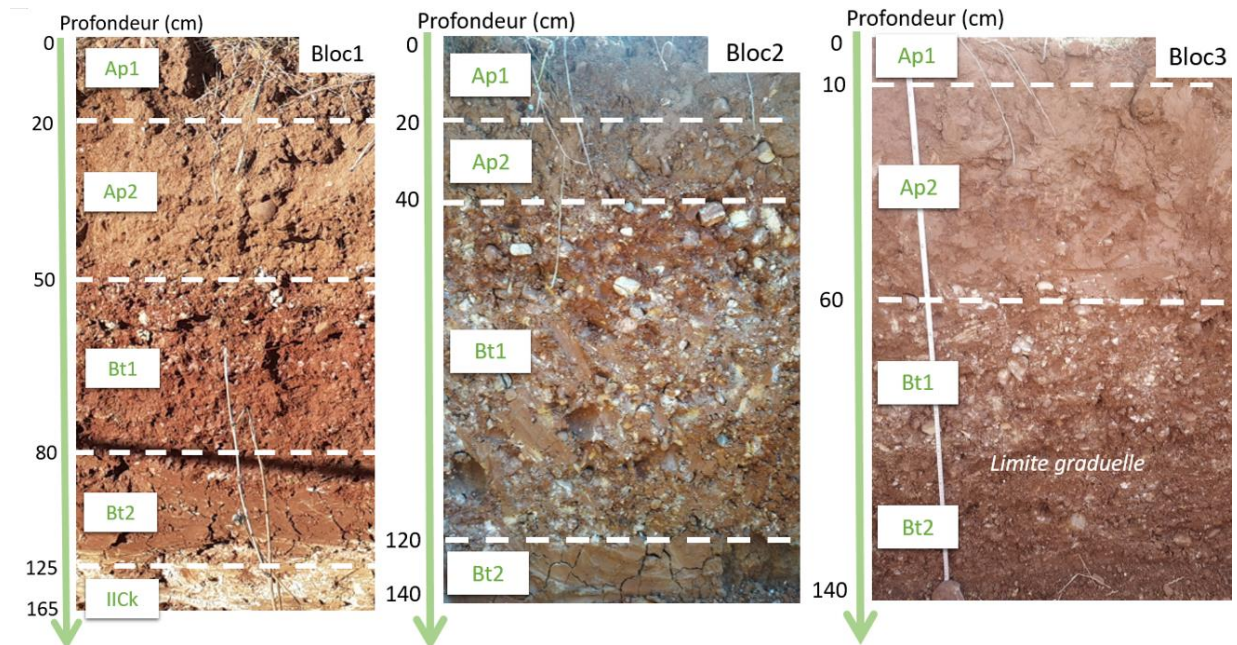 Profondeur (cm)
Bloc1
0
Ap1
20
Ap2
50
Bt1
80
Bt2
125
IICk
165
Profondeur (cm)
Bloc2
0
Ap1
20
Ap2
40
Bt1
120
Bt2
140
Profondeur (cm)
Bloc3
0
Ap1
10
Ap2
60
Bt1
Limite graduelle
Bt2
140